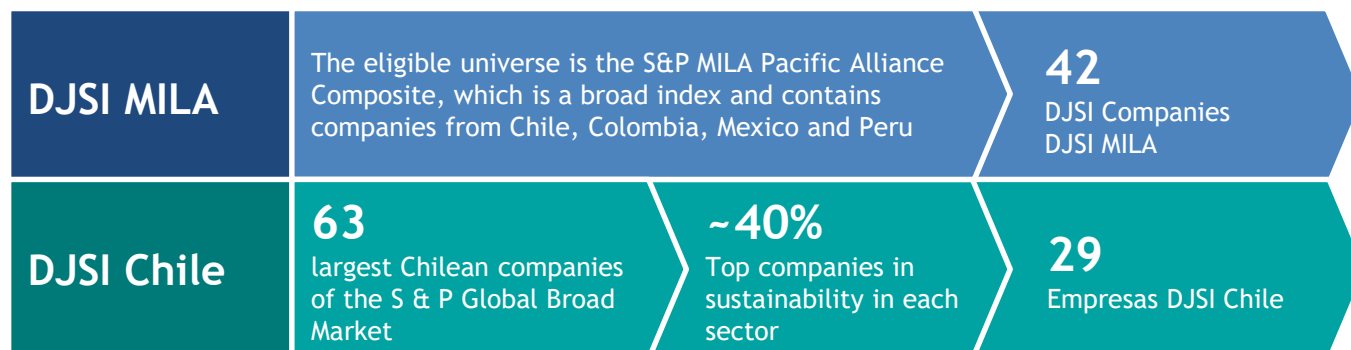 DJSI MILA
The eligible universe is the S&P MILA Pacific Alliance
Composite, which is a broad index and contains
companies from Chile, Colombia, Mexico and Peru
42
DJSI Companies
DJSI MILA
DJSI Chile
63
largest Chilean companies
of the S & P Global Broad
Market
~40%
Top companies in
sustainability in each
sector
29
Empresas DJSI Chile